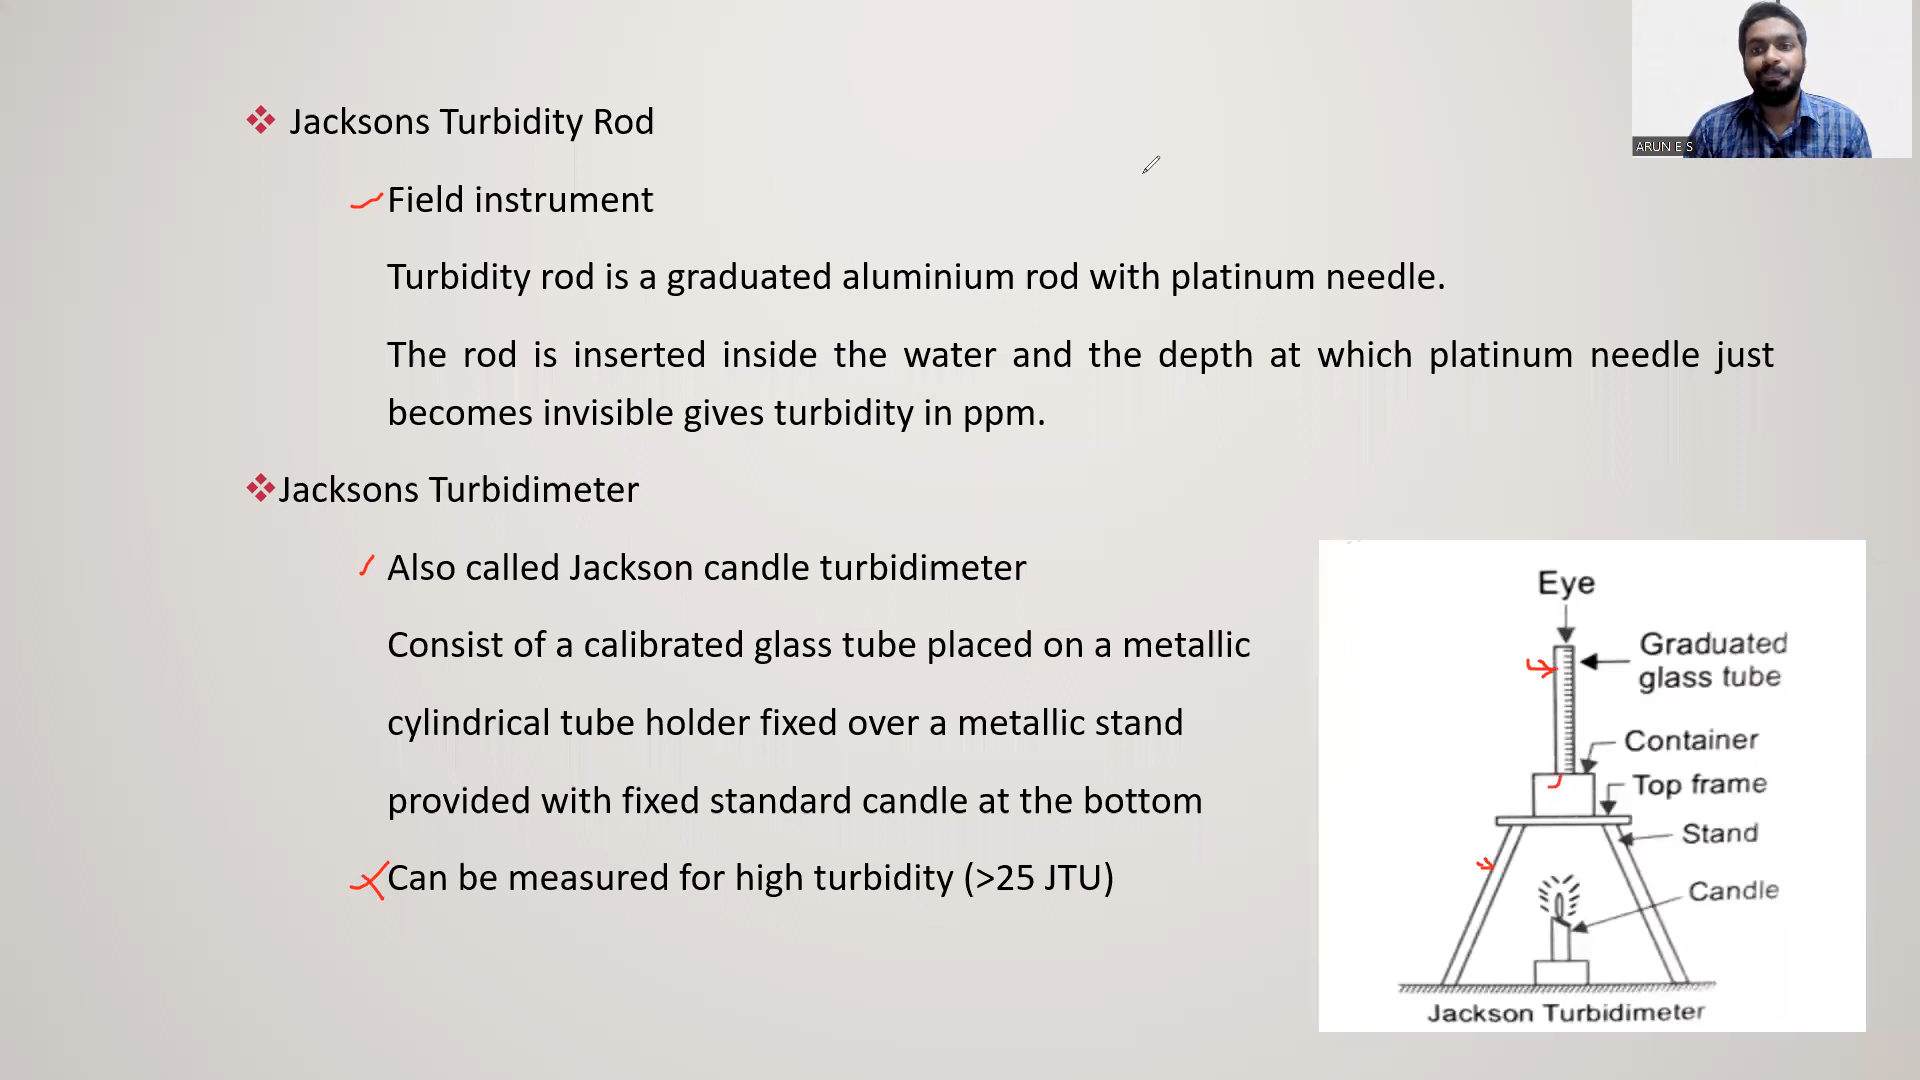 Jacksons Turbidity Rod
Field instrument
Turbidity rod is a graduated aluminium rod with platinum needle.
The rod is inserted inside the water and the depth at which platinum needle just
becomes invisible gives turbidity in ppm.
Jacksons Turbidimeter
Also called Jackson candle turbidimeter
Consist of a calibrated glass tube placed on a metallic
cylindrical tube holder fixed over a metallic stand
provided with fixed standard candle at the bottom
Can be measured for high turbidity (>25 JTU)
ARUN E S
Eye
Graduated
glass tube
Container
Top frame
Stand
Candle
Jackson Turbidimeter